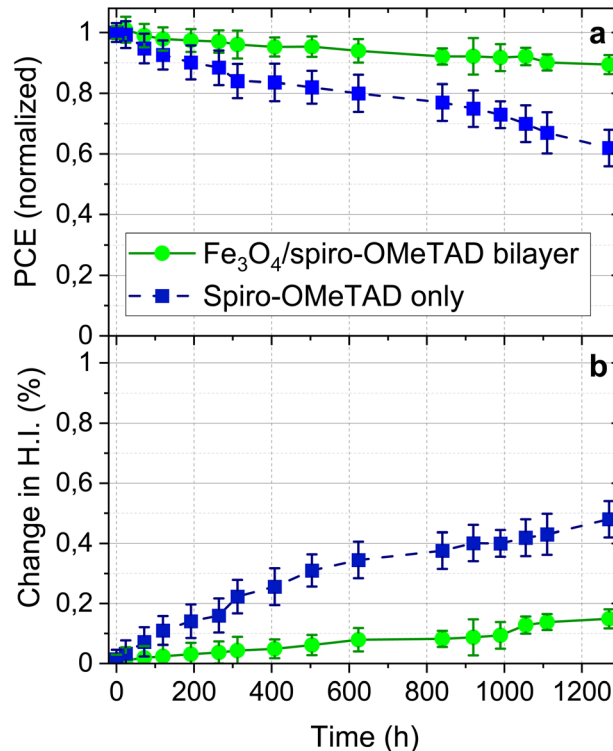 a
1
0,8
0,6
0,4
0,2
0
PCE (normalized)
Fe₃O₄/spiro-OMeTAD bilayer
Spiro-OMeTAD only
b
1
0,8
0,6
0,4
0,2
0
Change in H.I. (%)
0 200 400 600 800 1000 1200
Time (h)